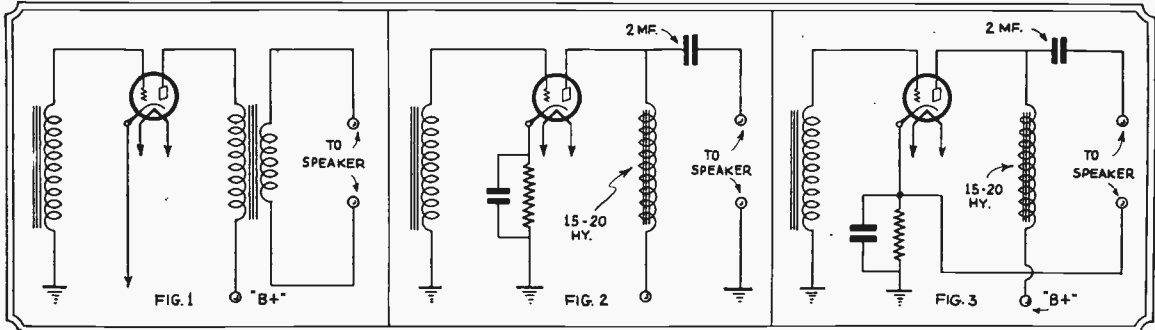 TO
SPEAKER
FIG. 1
"B+"
2 MF.
TO
SPEAKER
15-20
HY.
FIG. 2
2 MF.
TO
SPEAKER
15-20
HY.
FIG. 3
"B+"